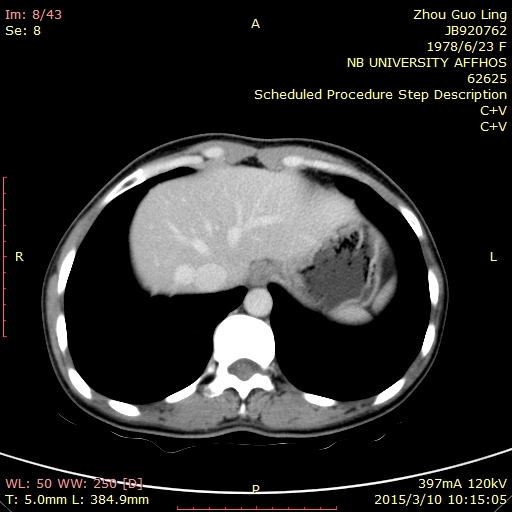 Im: 8/43
Se: 8
A
Zhou Guo Ling
JB920762
1978/6/23 F
NB UNIVERSITY AFFHOS
62625
Scheduled Procedure Step Description
C+V
C+V
R
L
WL: 50 WW: 250 [D]
T: 5.0mm L: 384.9mm
P
397mA 120kV
2015/3/10 10:15:05